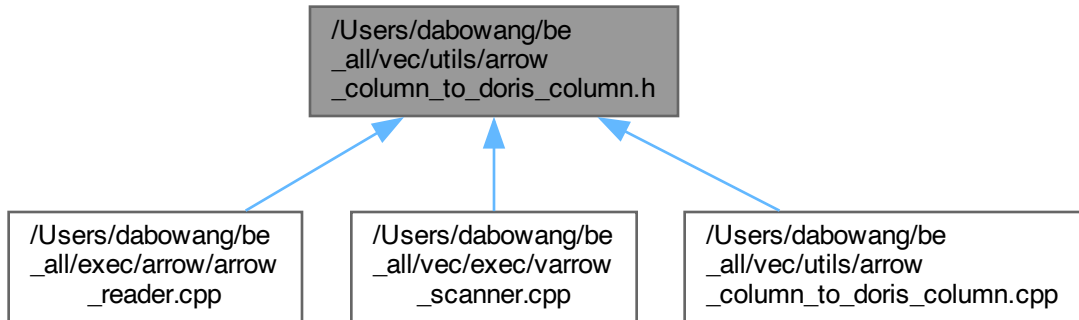 /Users/dabowang/be
_all/vec/utils/arrow
_column_to_doris_column.h
/Users/dabowang/be
_all/exec/arrow/arrow
_reader.cpp
/Users/dabowang/be
_all/vec/exec/varrow
_scanner.cpp
/Users/dabowang/be
_all/vec/utils/arrow
_column_to_doris_column.cpp